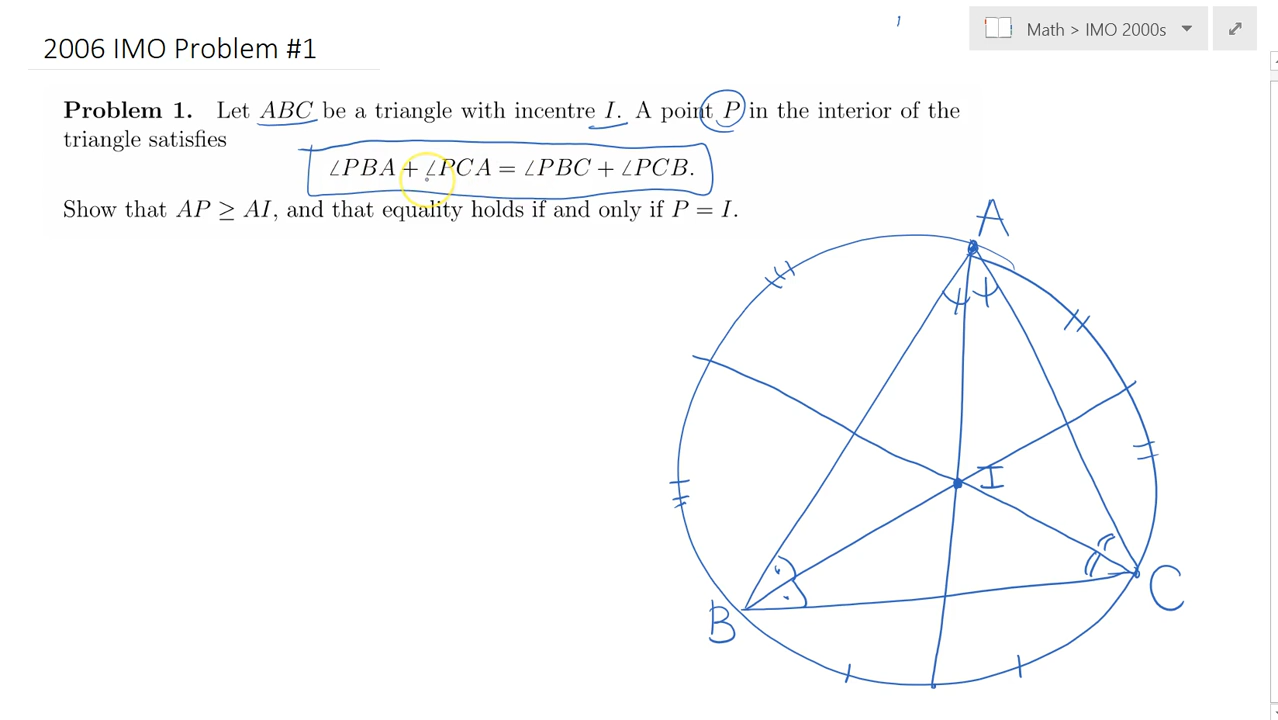 Math > IMO 2000s
2006 IMO Problem #1
Problem 1. Let ABC be a triangle with incentre I. A point P in the interior of the
triangle satisfies
∠PBA + ∠PCA = ∠PBC + ∠PCB.
Show that AP ≥ AI, and that equality holds if and only if P = I.
A
I
B
C